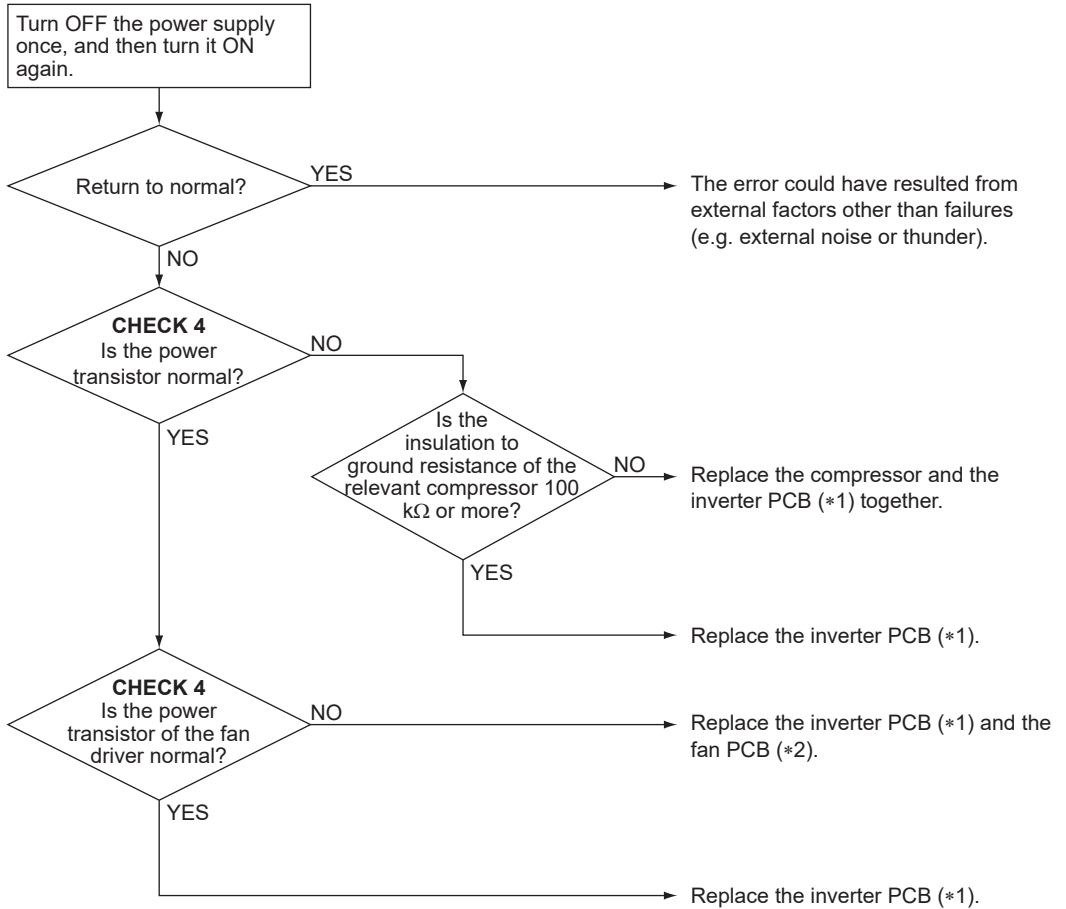 Turn OFF the power supply
once, and then turn it ON
again.
Return to normal?
YES
The error could have resulted from
external factors other than failures
(e.g. external noise or thunder).
NO
CHECK 4
Is the power
transistor normal?
NO
YES
Is the
insulation to
ground resistance of the
relevant compressor 100
kΩ or more?
NO
Replace the compressor and the
inverter PCB (*1) together.
YES
Replace the inverter PCB (*1).
CHECK 4
Is the power
transistor of the fan
driver normal?
NO
Replace the inverter PCB (*1) and the
fan PCB (*2).
YES
Replace the inverter PCB (*1).